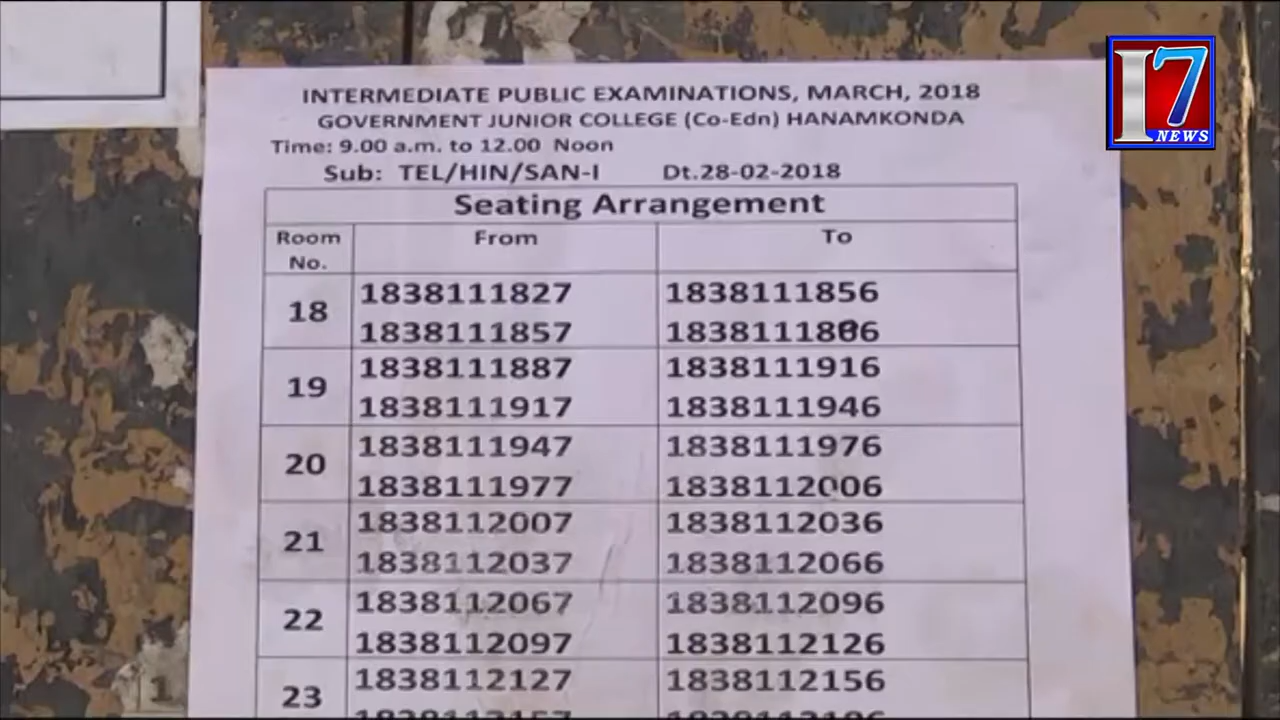 INTERMEDIATE PUBLIC EXAMINATIONS, MARCH, 2018
GOVERNMENT JUNIOR COLLEGE (Co-Edn) HANAMKONDA
Time: 9.00 a.m. to 12.00 Noon
Sub: TEL/HIN/SAN-I Dt.28-02-2018
Seating Arrangement
Room No. From To
18 1838111827 1838111856
1838111857 1838111886
19 1838111887 1838111916
1838111917 1838111946
20 1838111947 1838111976
1838111977 1838112006
21 1838112007 1838112036
1838112037 1838112066
22 1838112067 1838112096
1838112097 1838112126
23 1838112127 1838112156
17 NEWS